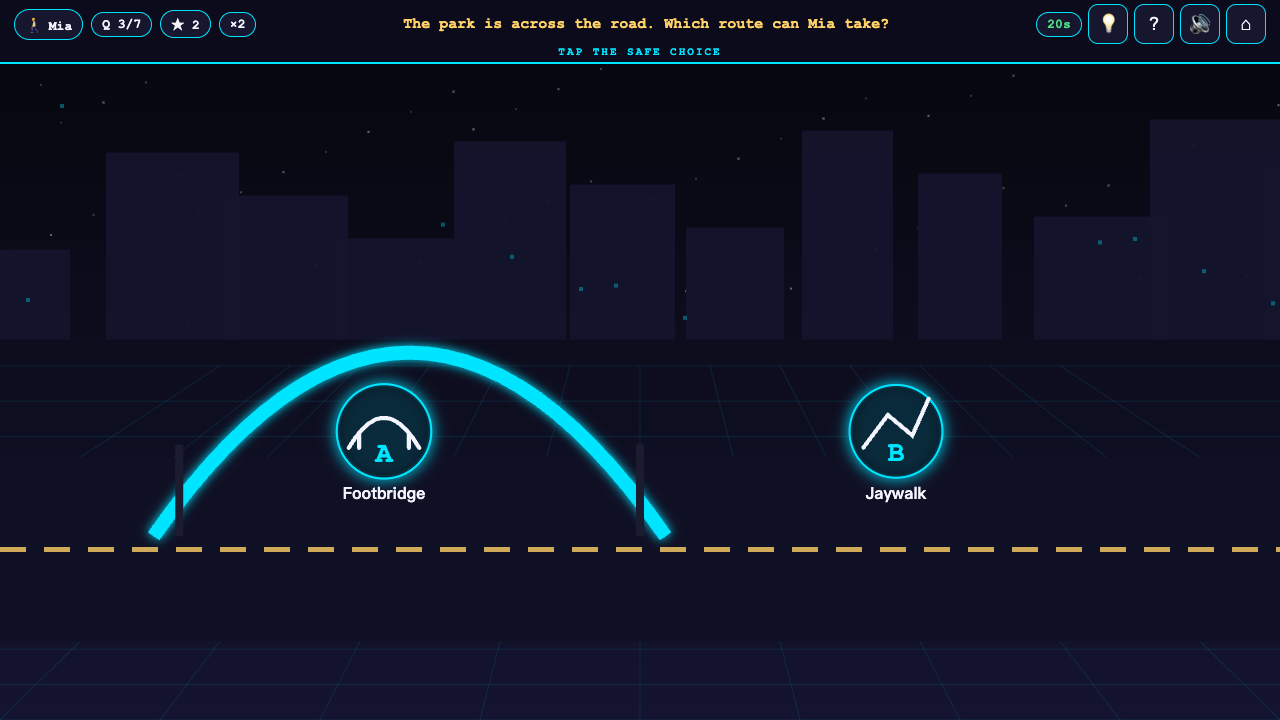 🚶 Mia Q 3/7 ★ 2 ×2
The park is across the road. Which route can Mia take?
TAP THE SAFE CHOICE
20s ?
A
Footbridge
B
Jaywalk